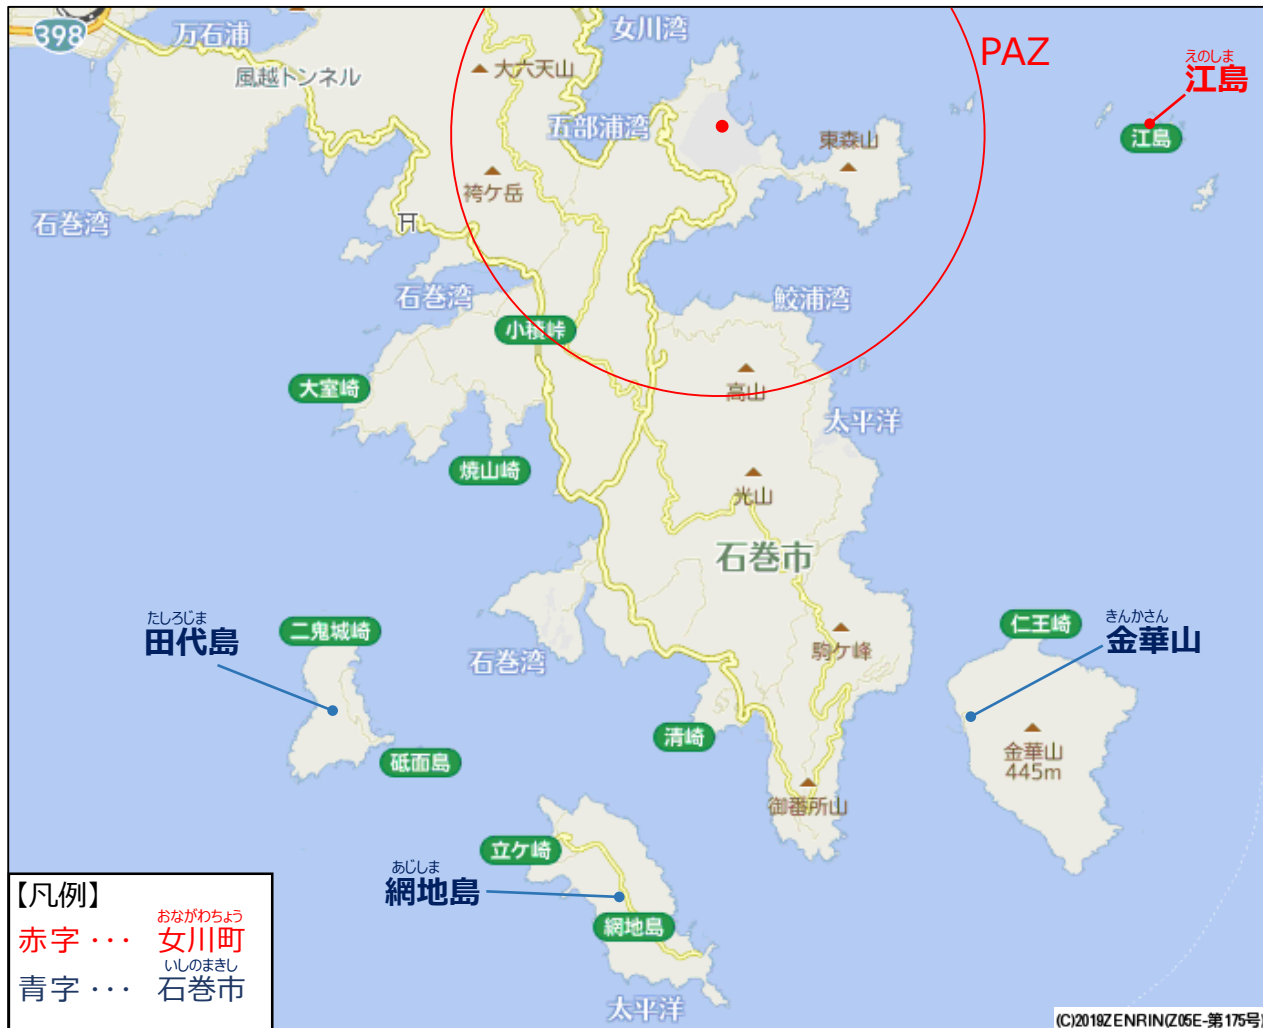 398
万石浦
女川湾
PAZ
えのしま
江島
大六天山
風越トンネル
五部浦湾
江島
東森山
袴ケ岳
石巻湾
石巻湾
鮫浦湾
小積峠
大室崎
高山
太平洋
焼山崎
光山
石巻市
たしろじま
田代島
二鬼城崎
仁王崎
きんかさん
金華山
駒ケ峰
石巻湾
清崎
砥面島
金華山
445m
御番所山
立ケ崎
あじしま
網地島
網地島
太平洋
【凡例】
おながわちょう
赤字 ・・・ 女川町
いしのまきし
青字 ・・・ 石巻市
(C)2019ZENRIN(Z05E-第175号)